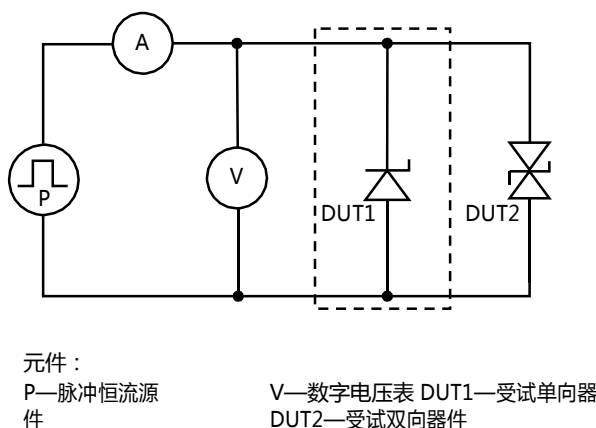 A
P
V
DUT1
DUT2
元件：
P—脉冲恒流源 V—数字电压表 DUT1—受试单向器
件 DUT2—受试双向器件